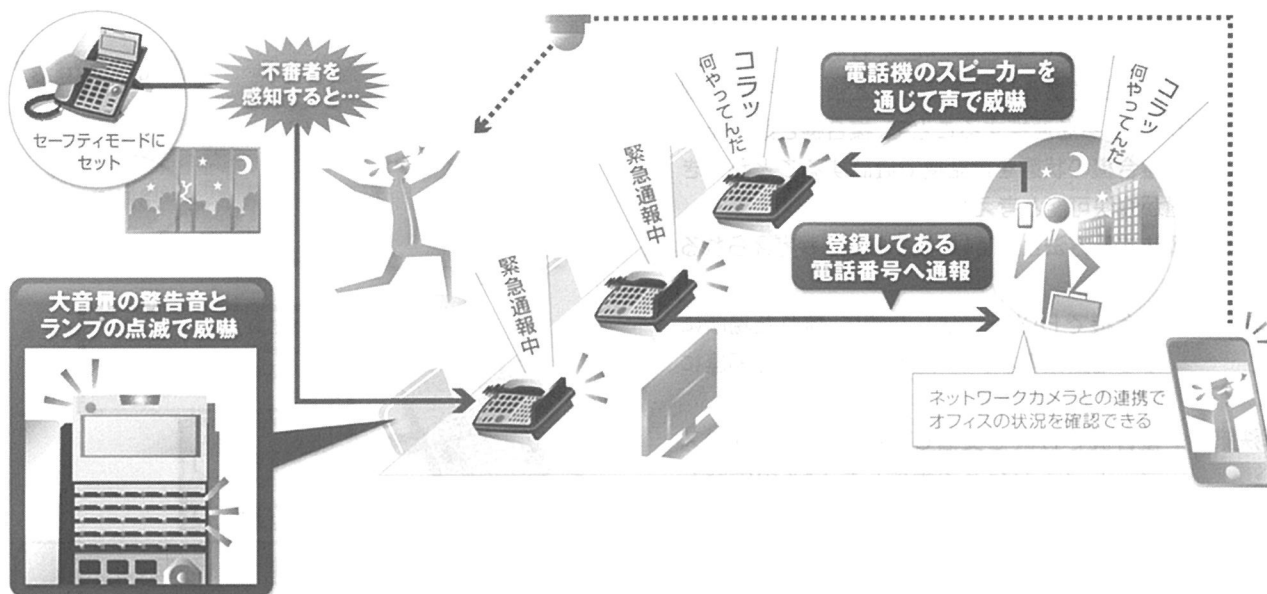 セーフティモードに
セット
不審者を
感知すると…
大音量の警告音と
ランプの点滅で威嚇
緊急通報中
緊急通報中
コラッ
何やってんだ
電話機のスピーカーを
通じて声で威嚇
コラッ
何やってんだ
登録してある
電話番号へ通報
ネットワークカメラとの連携で
オフィスの状況を確認できる